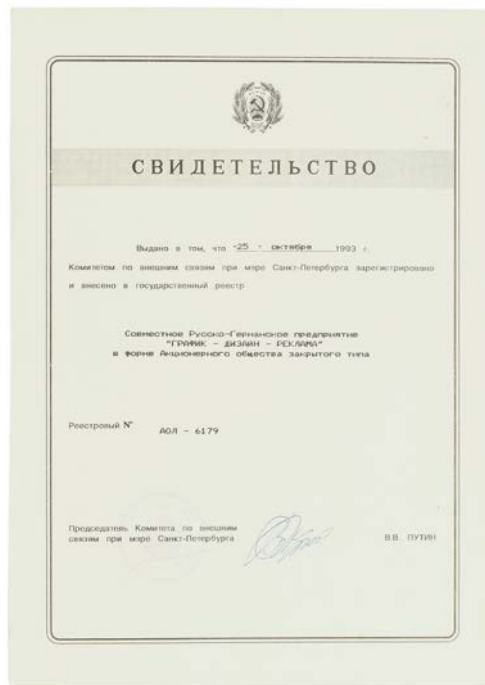 СВИДЕТЕЛЬСТВО
Выдано в том, что "25 " октября 1993 г.
Комитетом по внешним связям при мэре Санкт-Петербурга зарегистрировано
и внесено в государственный реестр
Совместное Русско-Германское предприятие
"ГРАФИК - ДИЗАЙН - РЕКЛАМА"
в форме Акционерного общества закрытого типа
Реестровый № АОЛ - 6179
Председатель Комитета по внешним
связям при мэре Санкт-Петербурга В.В. ПУТИН